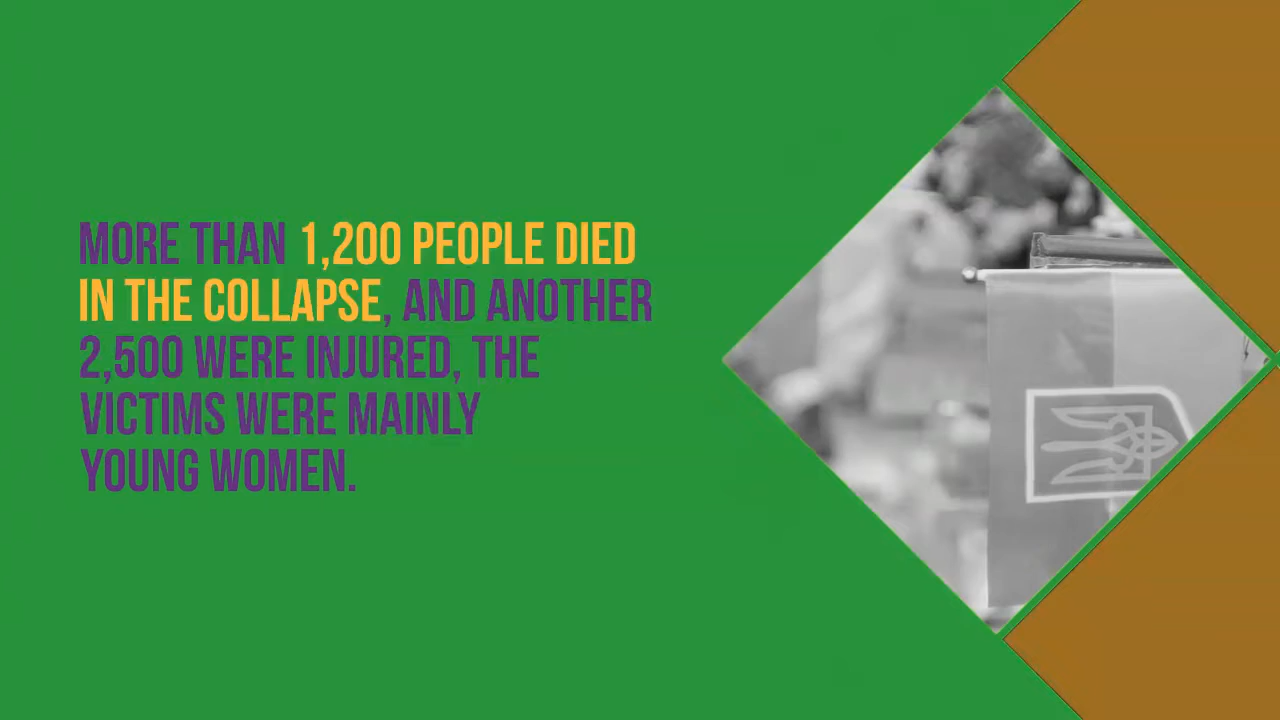 MORE THAN 1,200 PEOPLE DIED
IN THE COLLAPSE, AND ANOTHER
2,500 WERE INJURED, THE
VICTIMS WERE MAINLY
YOUNG WOMEN.